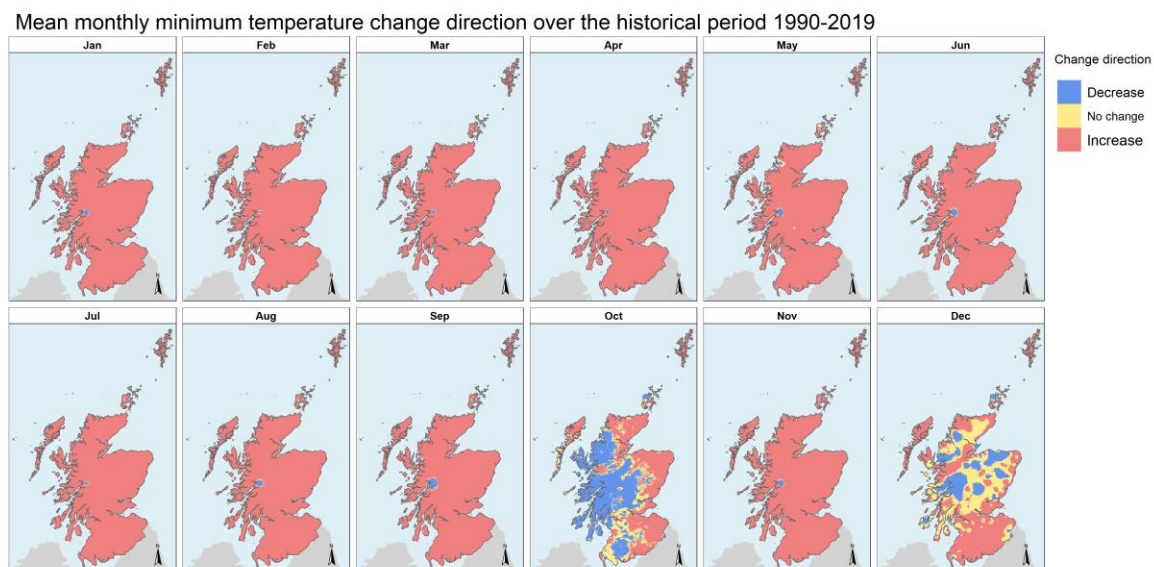 Mean monthly minimum temperature change direction over the historical period 1990-2019
Jan
Feb
Mar
Apr
May
Jun
Change direction
Decrease
No change
Increase
N
N
N
N
N
N
Jul
Aug
Sep
Oct
Nov
Dec
N
N
N
N
N
N